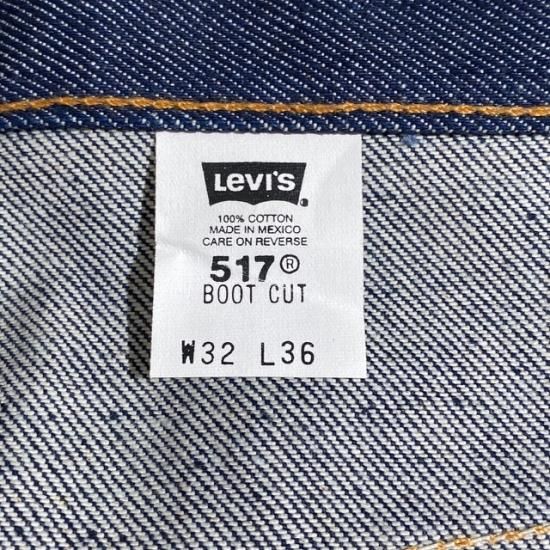 LEVI'S®
100% COTTON
MADE IN MEXICO
CARE ON REVERSE
517®
BOOT CUT
W32 L36